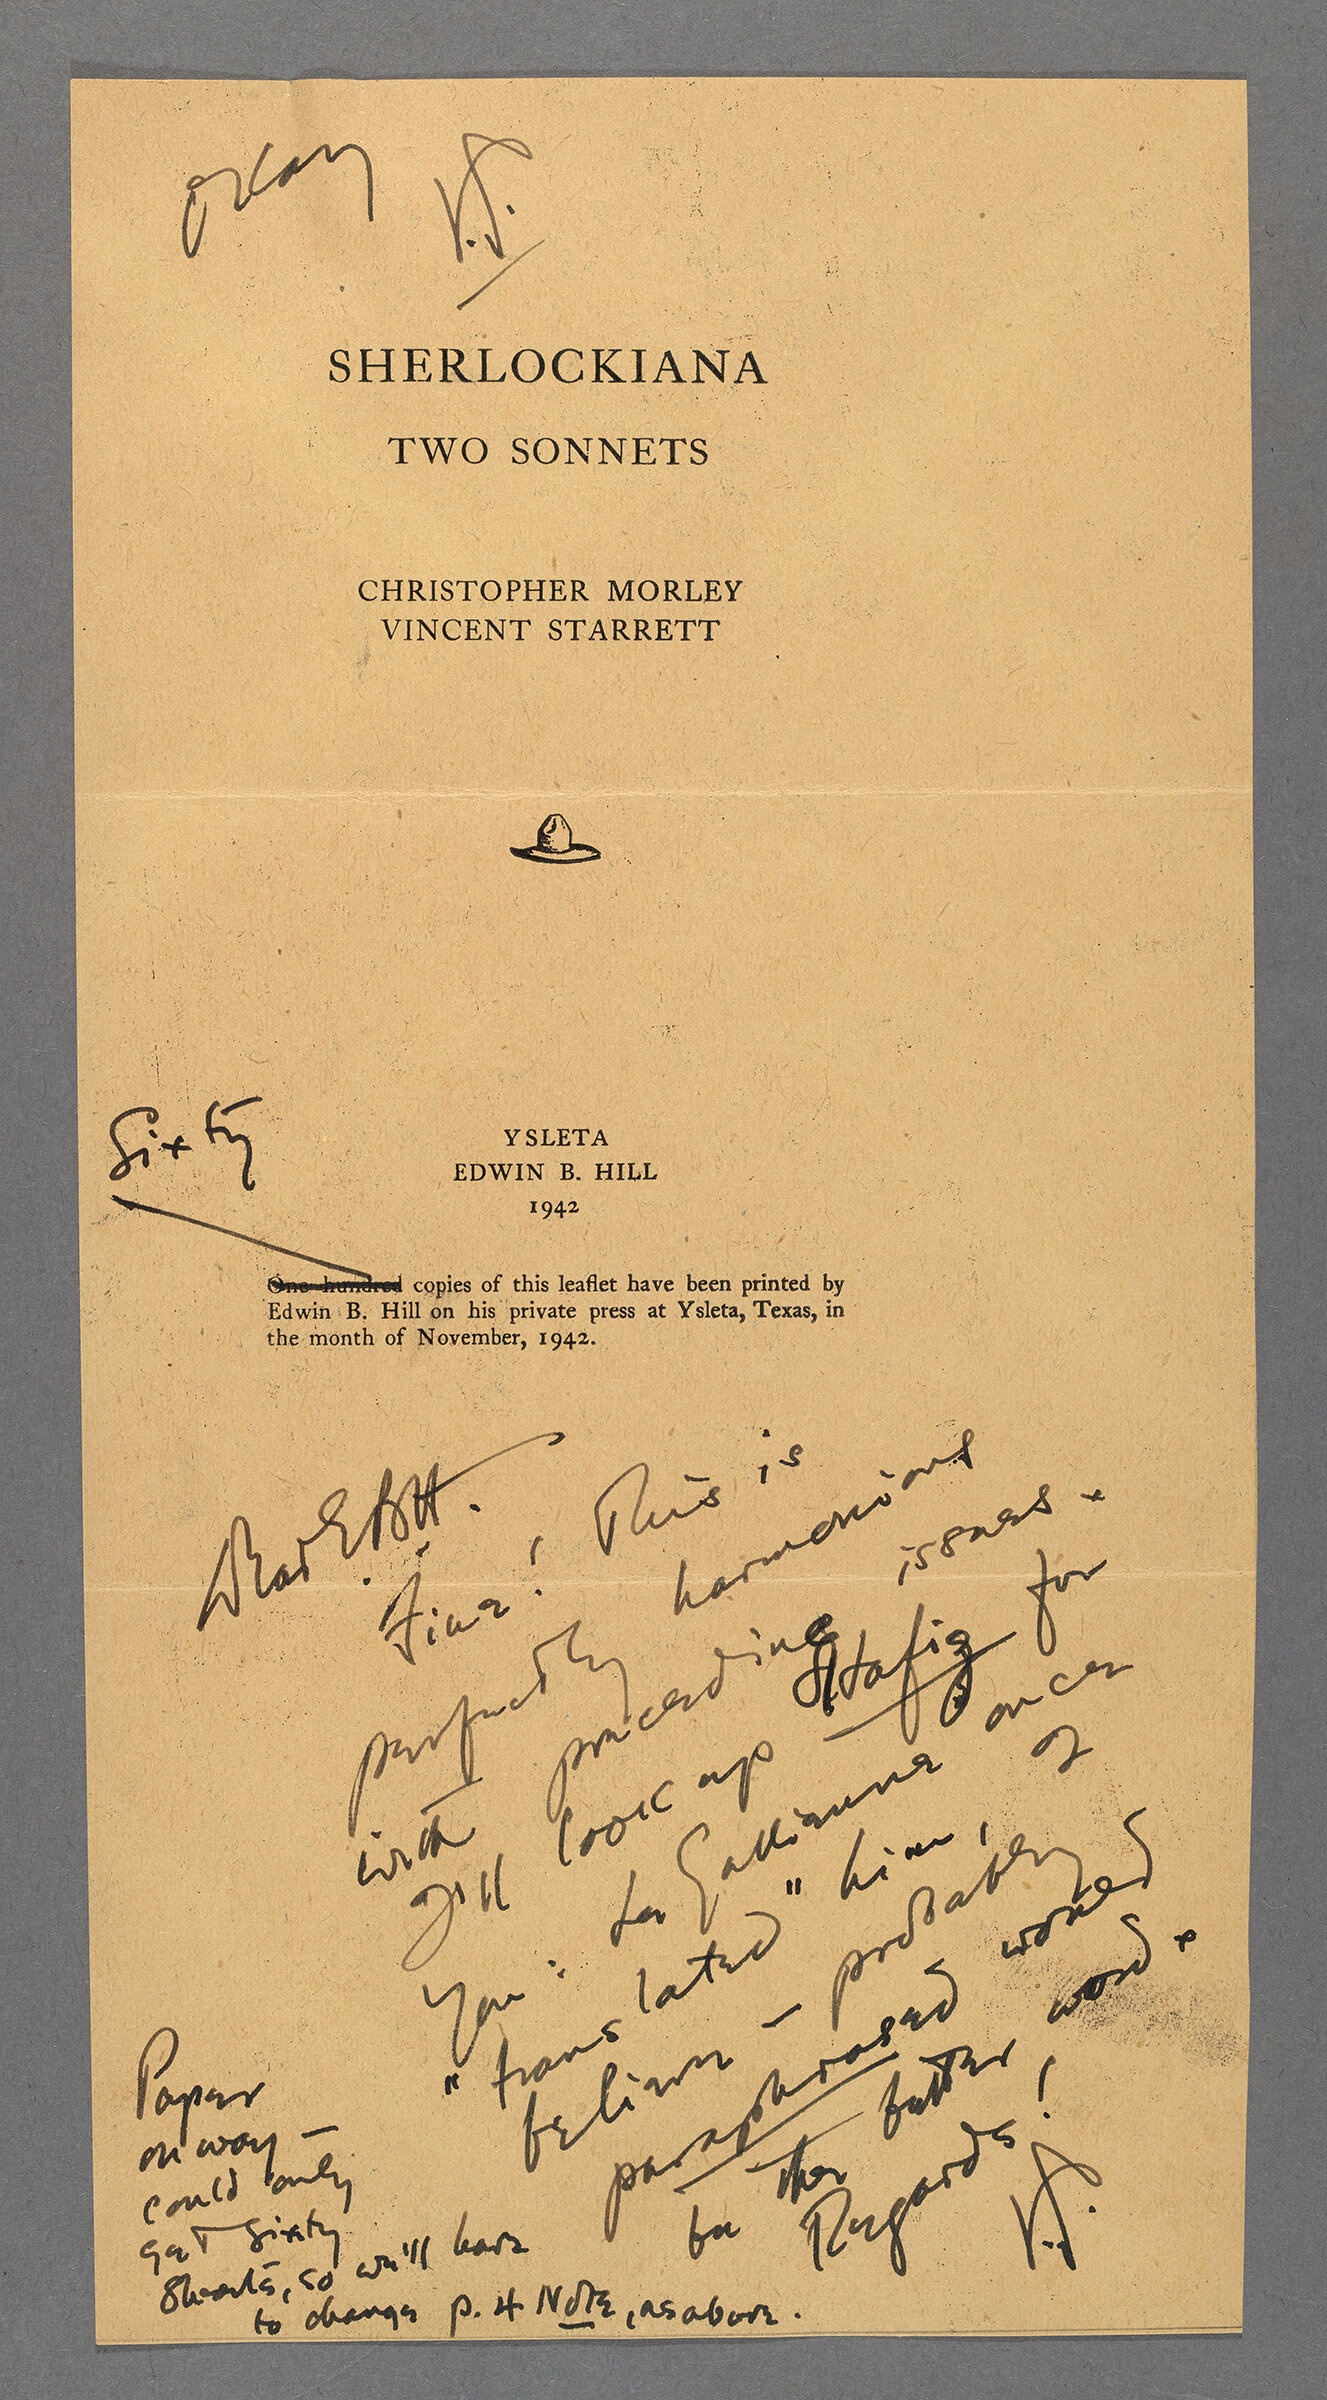 Okay V.S.
SHERLOCKIANA
TWO SONNETS
CHRISTOPHER MORLEY
VINCENT STARRETT
Sixty
YSLETA
EDWIN B. HILL
1942
One hundred copies of this leaflet have been printed by
Edwin B. Hill on his private press at Ysleta, Texas, in
the month of November, 1942.
Dear EBH.
Fine! This is
perfectly harmonious
with preceding issues.
I'll look up Hafiz for
you: Le Gallienne once
"translated" him, I
believe — probably
paraphrased would
be the better word.
Regards!
V.S.
Paper
on way —
could only
get sixty
sheets, so we'll have
to change p. 4 Note, as above.